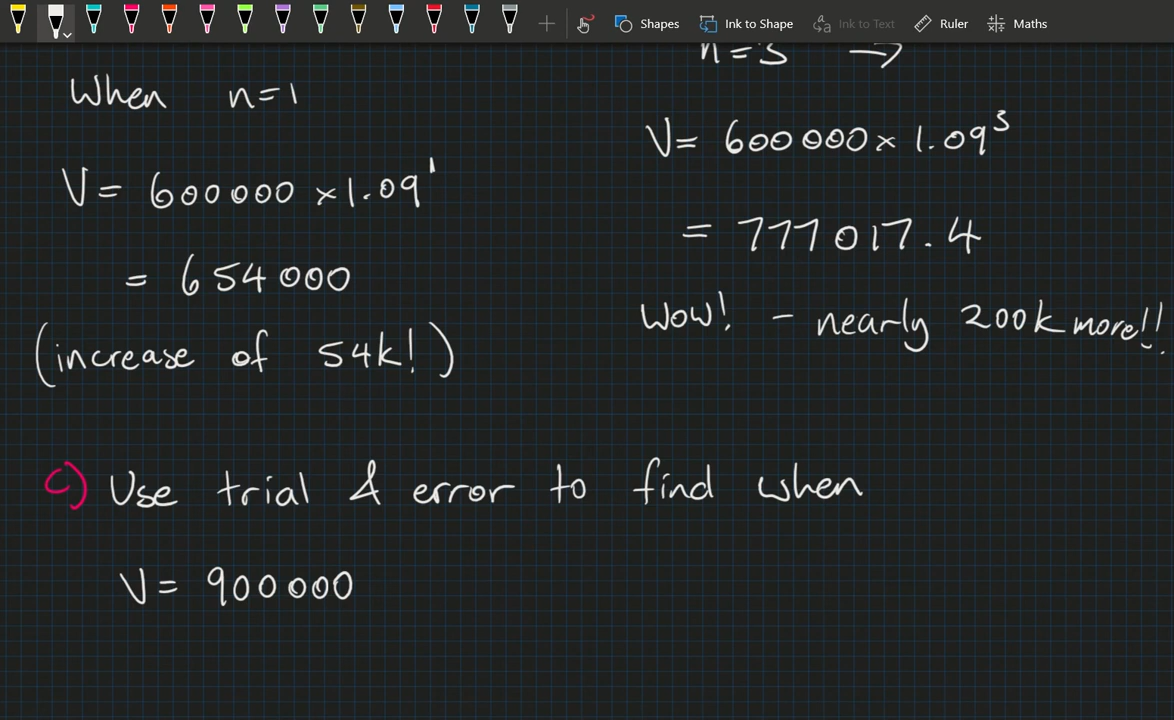 Shapes Ink to Shape Ink to Text Ruler Maths
When n=1
V= 600000 ×1.09¹
= 654000
(increase of 54k!)
n=3 →
V= 600000× 1.09³
= 777017.4
Wow! - nearly 200k more!!
c) Use trial & error to find when
V= 900000